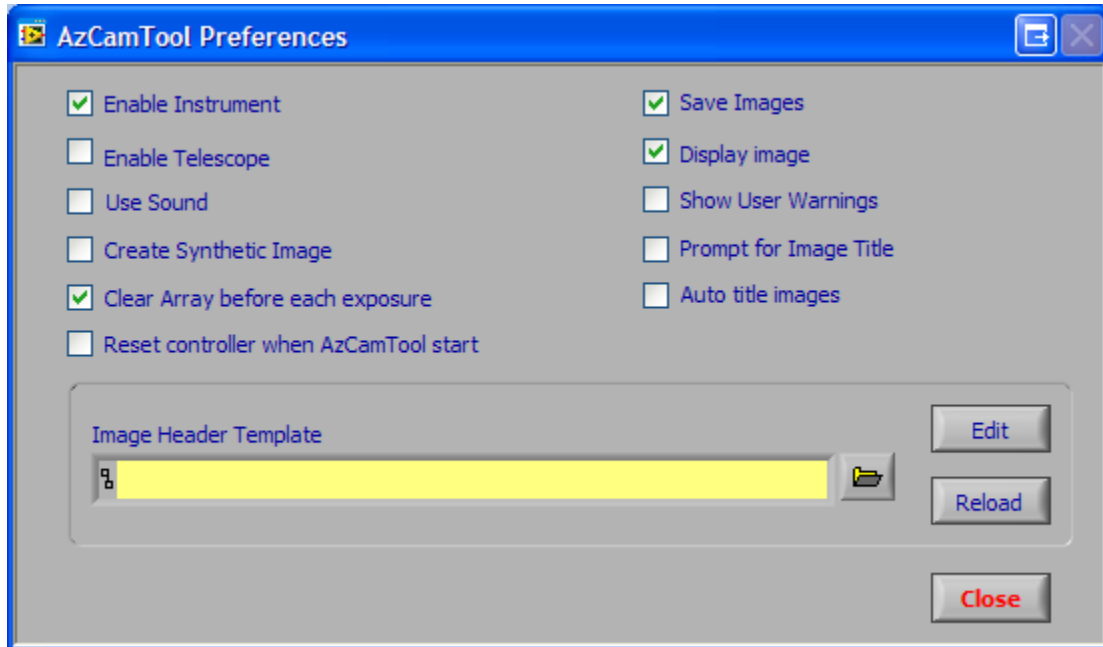 AzCamTool Preferences
Enable Instrument
Enable Telescope
Use Sound
Create Synthetic Image
Clear Array before each exposure
Reset controller when AzCamTool start
Save Images
Display image
Show User Warnings
Prompt for Image Title
Auto title images
Image Header Template
Edit
Reload
Close